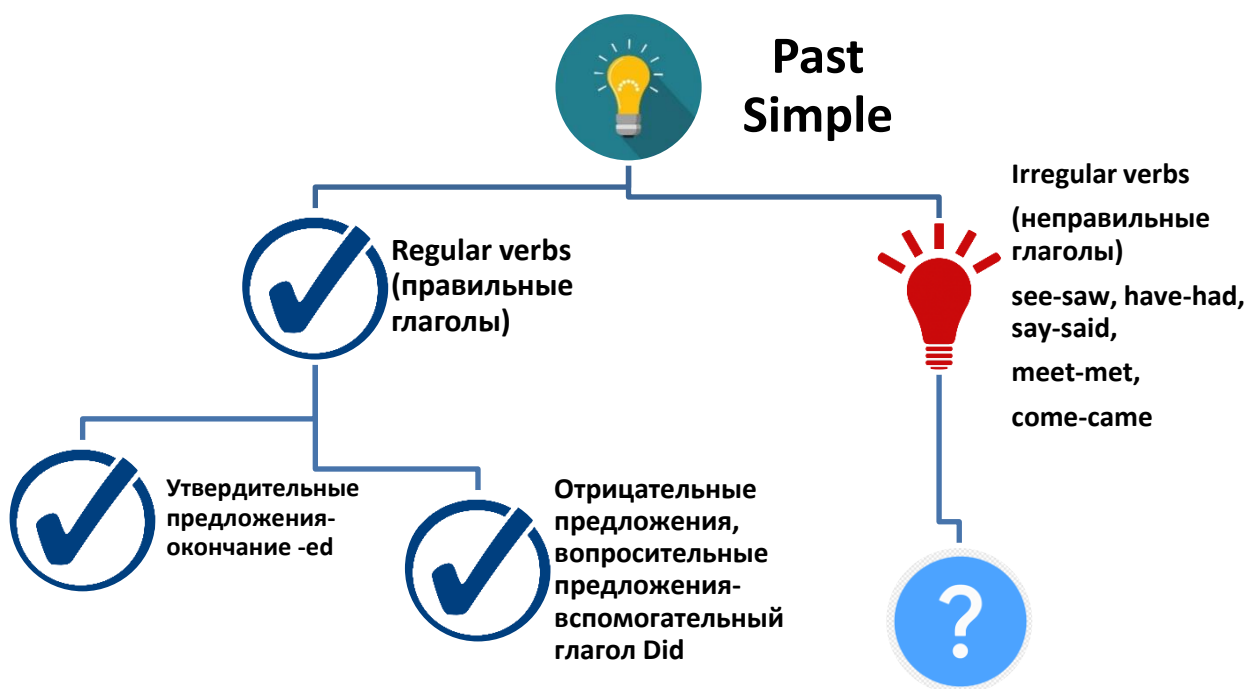 Past
Simple
Regular verbs
(правильные
глаголы)
Irregular verbs
(неправильные
глаголы)
see-saw, have-had,
say-said,
meet-met,
come-came
Утвердительные
предложения-
окончание -ed
Отрицательные
предложения,
вопросительные
предложения-
вспомогательный
глагол Did
?